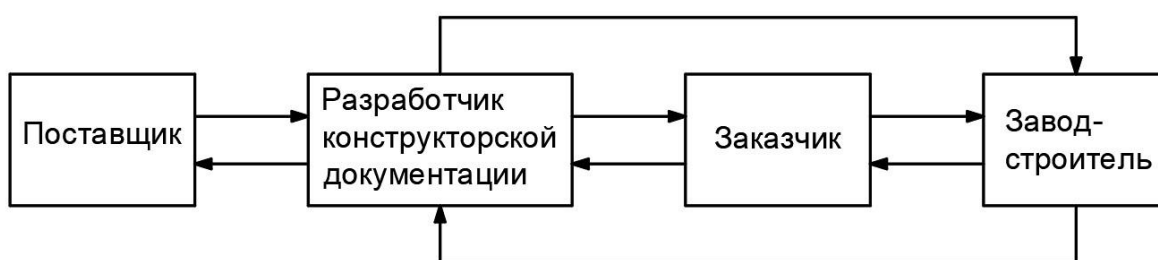 Поставщик
Разработчик
конструкторской
документации
Заказчик
Завод-
строитель